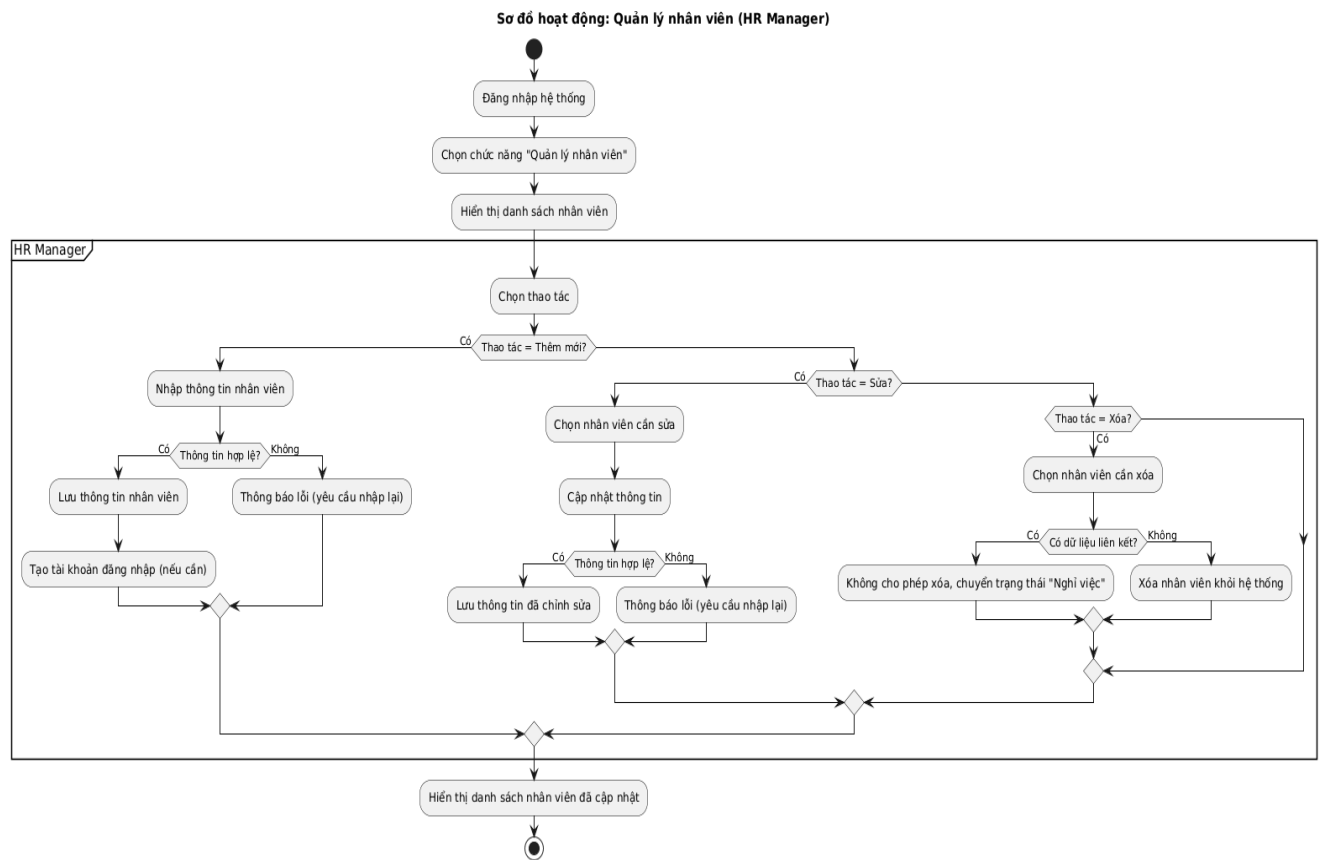 Sơ đồ hoạt động: Quản lý nhân viên (HR Manager)
Đăng nhập hệ thống
Chọn chức năng "Quản lý nhân viên"
Hiển thị danh sách nhân viên
HR Manager
Chọn thao tác
Có
Thao tác = Thêm mới?
Nhập thông tin nhân viên
Có
Thông tin hợp lệ?
Không
Lưu thông tin nhân viên
Thông báo lỗi (yêu cầu nhập lại)
Tạo tài khoản đăng nhập (nếu cần)
Có
Thao tác = Sửa?
Chọn nhân viên cần sửa
Cập nhật thông tin
Có
Thông tin hợp lệ?
Không
Lưu thông tin đã chỉnh sửa
Thông báo lỗi (yêu cầu nhập lại)
Thao tác = Xóa?
Có
Chọn nhân viên cần xóa
Có
Có dữ liệu liên kết?
Không
Không cho phép xóa, chuyển trạng thái "Nghỉ việc"
Xóa nhân viên khỏi hệ thống
Hiển thị danh sách nhân viên đã cập nhật